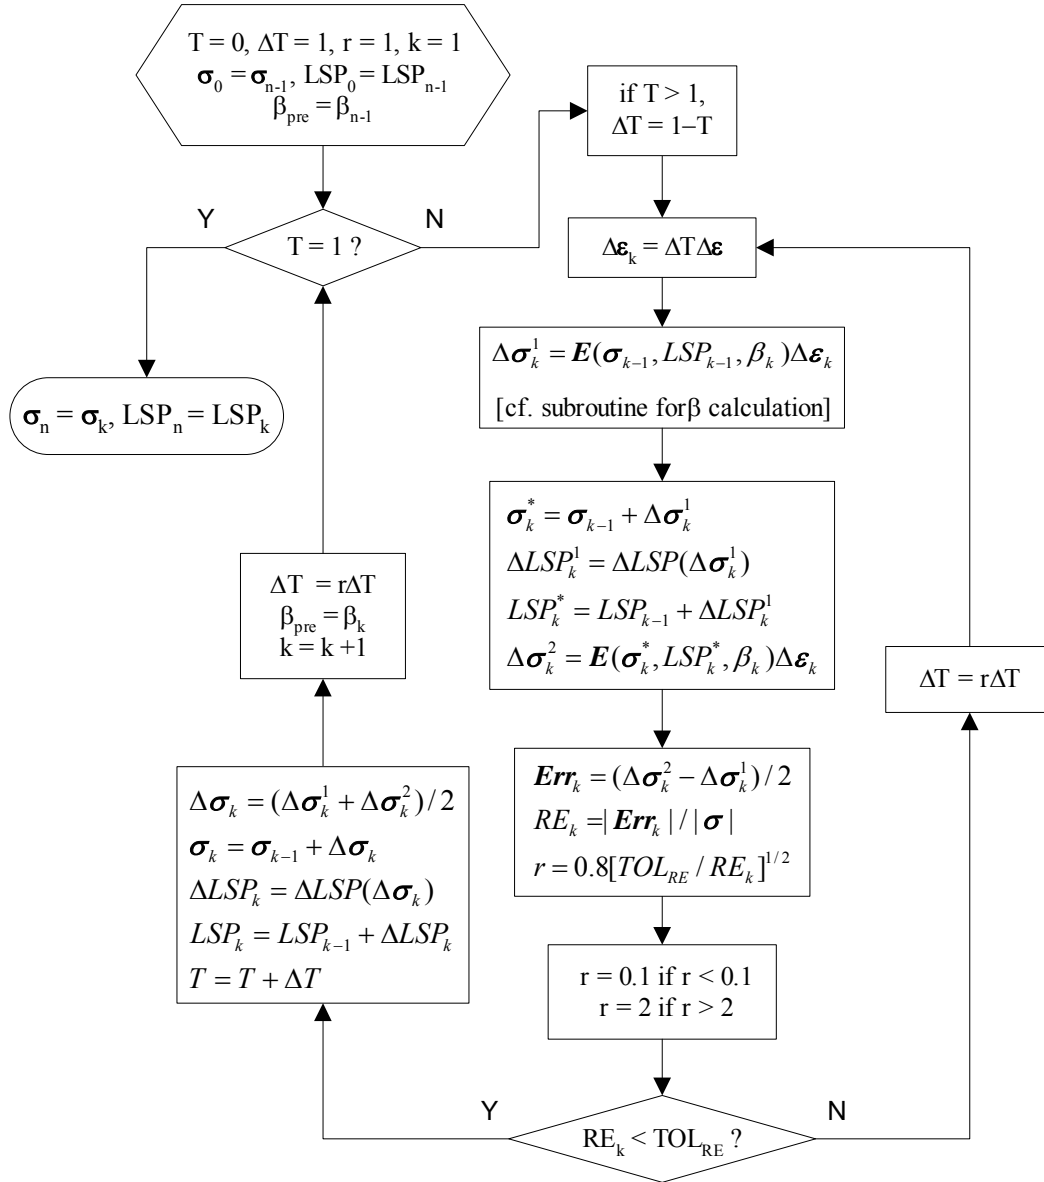 T = 0, ΔT = 1, r = 1, k = 1
σ₀ = σₙ₋₁, LSP₀ = LSPₙ₋₁
β_pre = βₙ₋₁
Y
N
T = 1 ?
σₙ = σₖ, LSPₙ = LSPₖ
if T > 1,
ΔT = 1–T
Δεₖ = ΔTΔε
Δσₖ¹ = E(σₖ₋₁, LSPₖ₋₁, βₖ)Δεₖ
[cf. subroutine forβ calculation]
σₖ* = σₖ₋₁ + Δσₖ¹
ΔLSPₖ¹ = ΔLSP(Δσₖ¹)
LSPₖ* = LSPₖ₋₁ + ΔLSPₖ¹
Δσₖ² = E(σₖ*, LSPₖ*, βₖ)Δεₖ
Errₖ = (Δσₖ² − Δσₖ¹) / 2
REₖ =| Errₖ | / | σ |
r = 0.8[TOL_RE / REₖ]^1/2
r = 0.1 if r < 0.1
r = 2 if r > 2
REₖ < TOL_RE ?
Y
N
ΔT = rΔT
Δσₖ = (Δσₖ¹ + Δσₖ²) / 2
σₖ = σₖ₋₁ + Δσₖ
ΔLSPₖ = ΔLSP(Δσₖ)
LSPₖ = LSPₖ₋₁ + ΔLSPₖ
T = T + ΔT
ΔT = rΔT
β_pre = βₖ
k = k +1